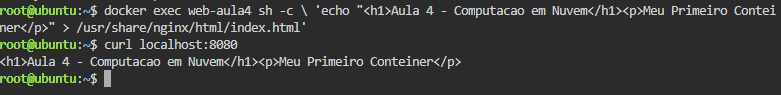 root@ubuntu:~$ docker exec web-aula4 sh -c \ 'echo "<h1>Aula 4 - Computacao em Nuvem</h1><p>Meu Primeiro Contei
ner</p>" > /usr/share/nginx/html/index.html'
root@ubuntu:~$ curl localhost:8080
<h1>Aula 4 - Computacao em Nuvem</h1><p>Meu Primeiro Conteiner</p>
root@ubuntu:~$